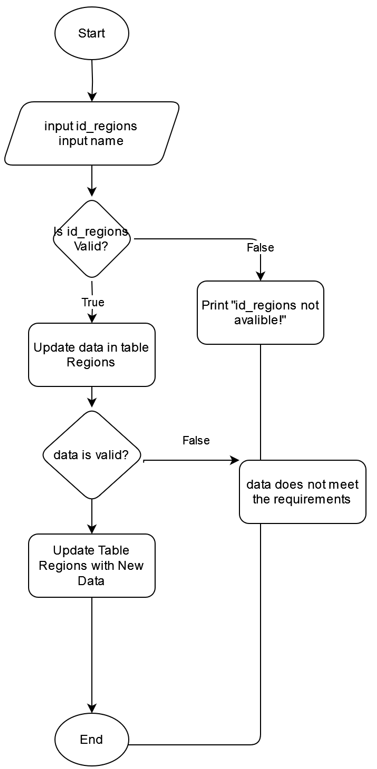 Start
input id_regions
input name
Is id_regions
Valid?
False
True
Print "id_regions not
avalible!"
Update data in table
Regions
False
data is valid?
data does not meet
the requirements
Update Table
Regions with New
Data
End